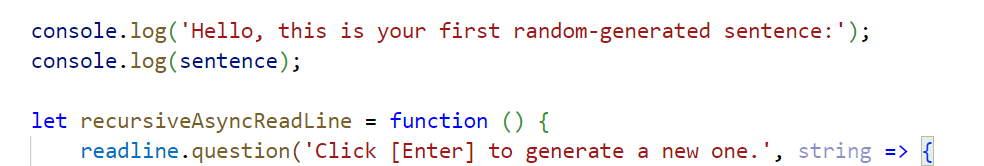 console.log('Hello, this is your first random-generated sentence:');
console.log(sentence);
let recursiveAsyncReadLine = function () {
readline.question('Click [Enter] to generate a new one.', string => {